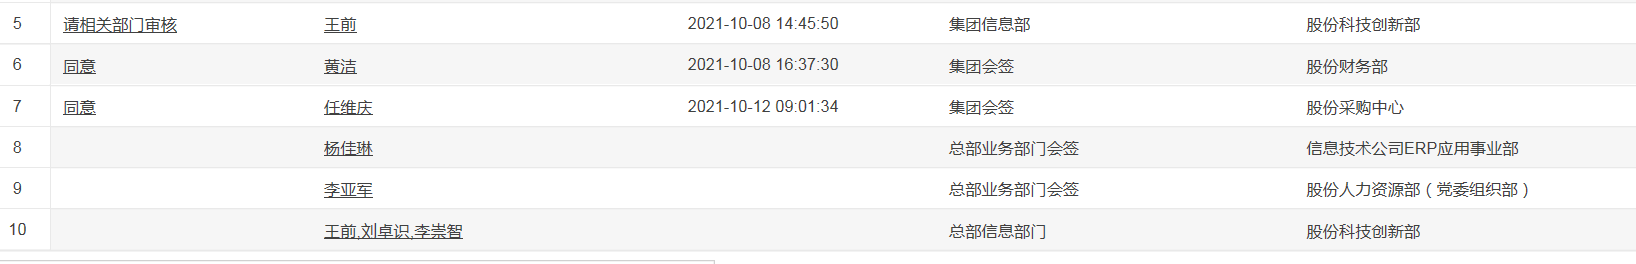 5 请相关部门审核 王前 2021-10-08 14:45:50 集团信息部 股份科技创新部
6 同意 黄洁 2021-10-08 16:37:30 集团会签 股份财务部
7 同意 任维庆 2021-10-12 09:01:34 集团会签 股份采购中心
8 杨佳琳 总部业务部门会签 信息技术公司ERP应用事业部
9 李亚军 总部业务部门会签 股份人力资源部（党委组织部）
10 王前,刘卓识,李崇智 总部信息部门 股份科技创新部